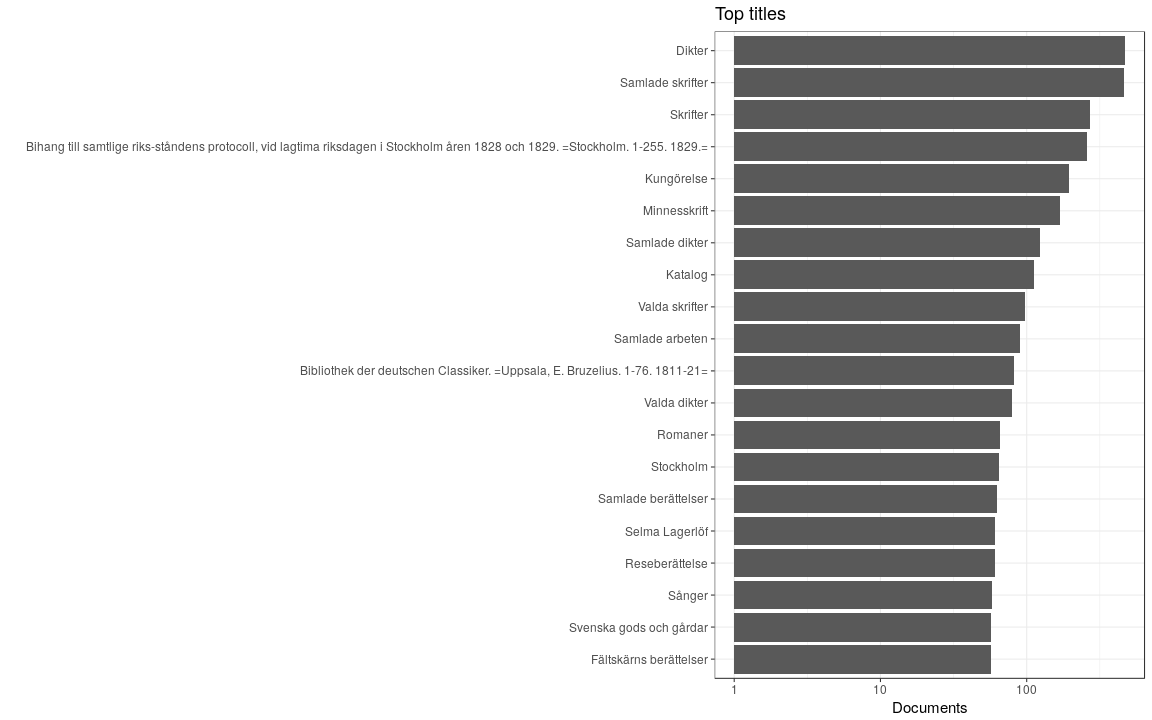 Top titles
Dikter
Samlade skrifter
Skrifter
Bihang till samtlige riks-ståndens protocoll, vid lagtima riksdagen i Stockholm åren 1828 och 1829. =Stockholm. 1-255. 1829.=
Kungörelse
Minnesskrift
Samlade dikter
Katalog
Valda skrifter
Samlade arbeten
Bibliothek der deutschen Classiker. =Uppsala, E. Bruzelius. 1-76. 1811-21=
Valda dikter
Romaner
Stockholm
Samlade berättelser
Selma Lagerlöf
Reseberättelse
Sånger
Svenska gods och gårdar
Fältskärns berättelser
1 10 100
Documents